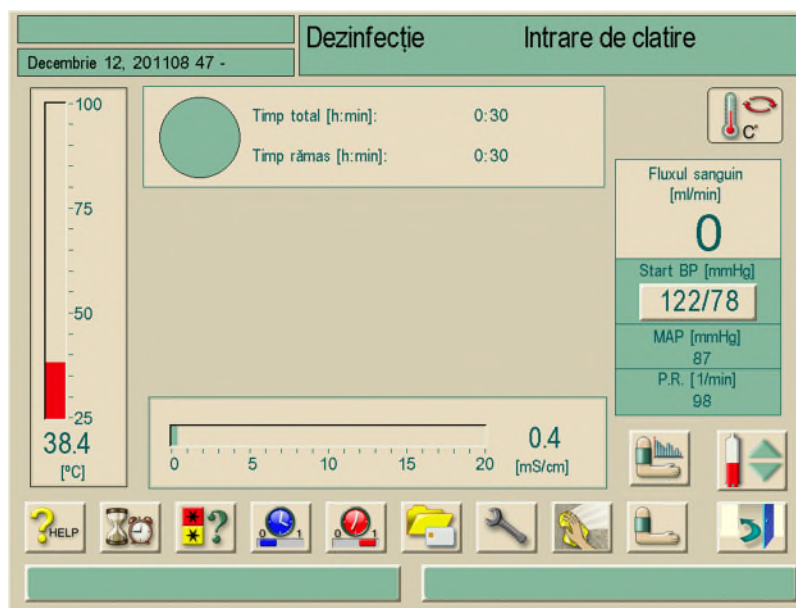 Dezinfecție
Intrare de clatire
Decembrie 12, 201108 47 -
100
75
50
25
38.4
[ºC]
Timp total [h:min]: 0:30
Timp rămas [h:min]: 0:30
C°
Fluxul sanguin
[ml/min]
0
Start BP [mmHg]
122/78
MAP [mmHg]
87
P.R. [1/min]
98
0 5 10 15 20
0.4
[mS/cm]
?HELP
?
0 1
0 1